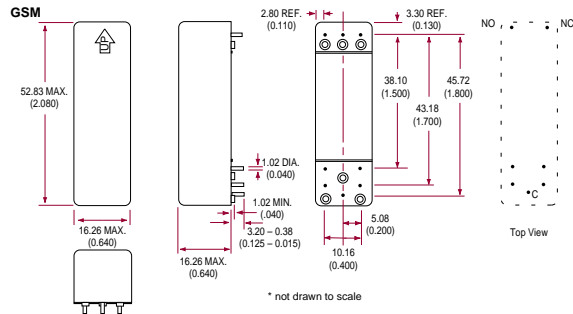 GSM
UP
52.83 MAX.
(2.080)
16.26 MAX.
(0.640)
1.02 DIA.
(0.040)
1.02 MIN.
(.040)
3.20 – 0.38
(0.125 – 0.015)
16.26 MAX.
(0.640)
2.80 REF.
(0.110)
3.30 REF.
(0.130)
38.10
(1.500)
45.72
(1.800)
43.18
(1.700)
5.08
(0.200)
10.16
(0.400)
* not drawn to scale
NO
NC
C
Top View